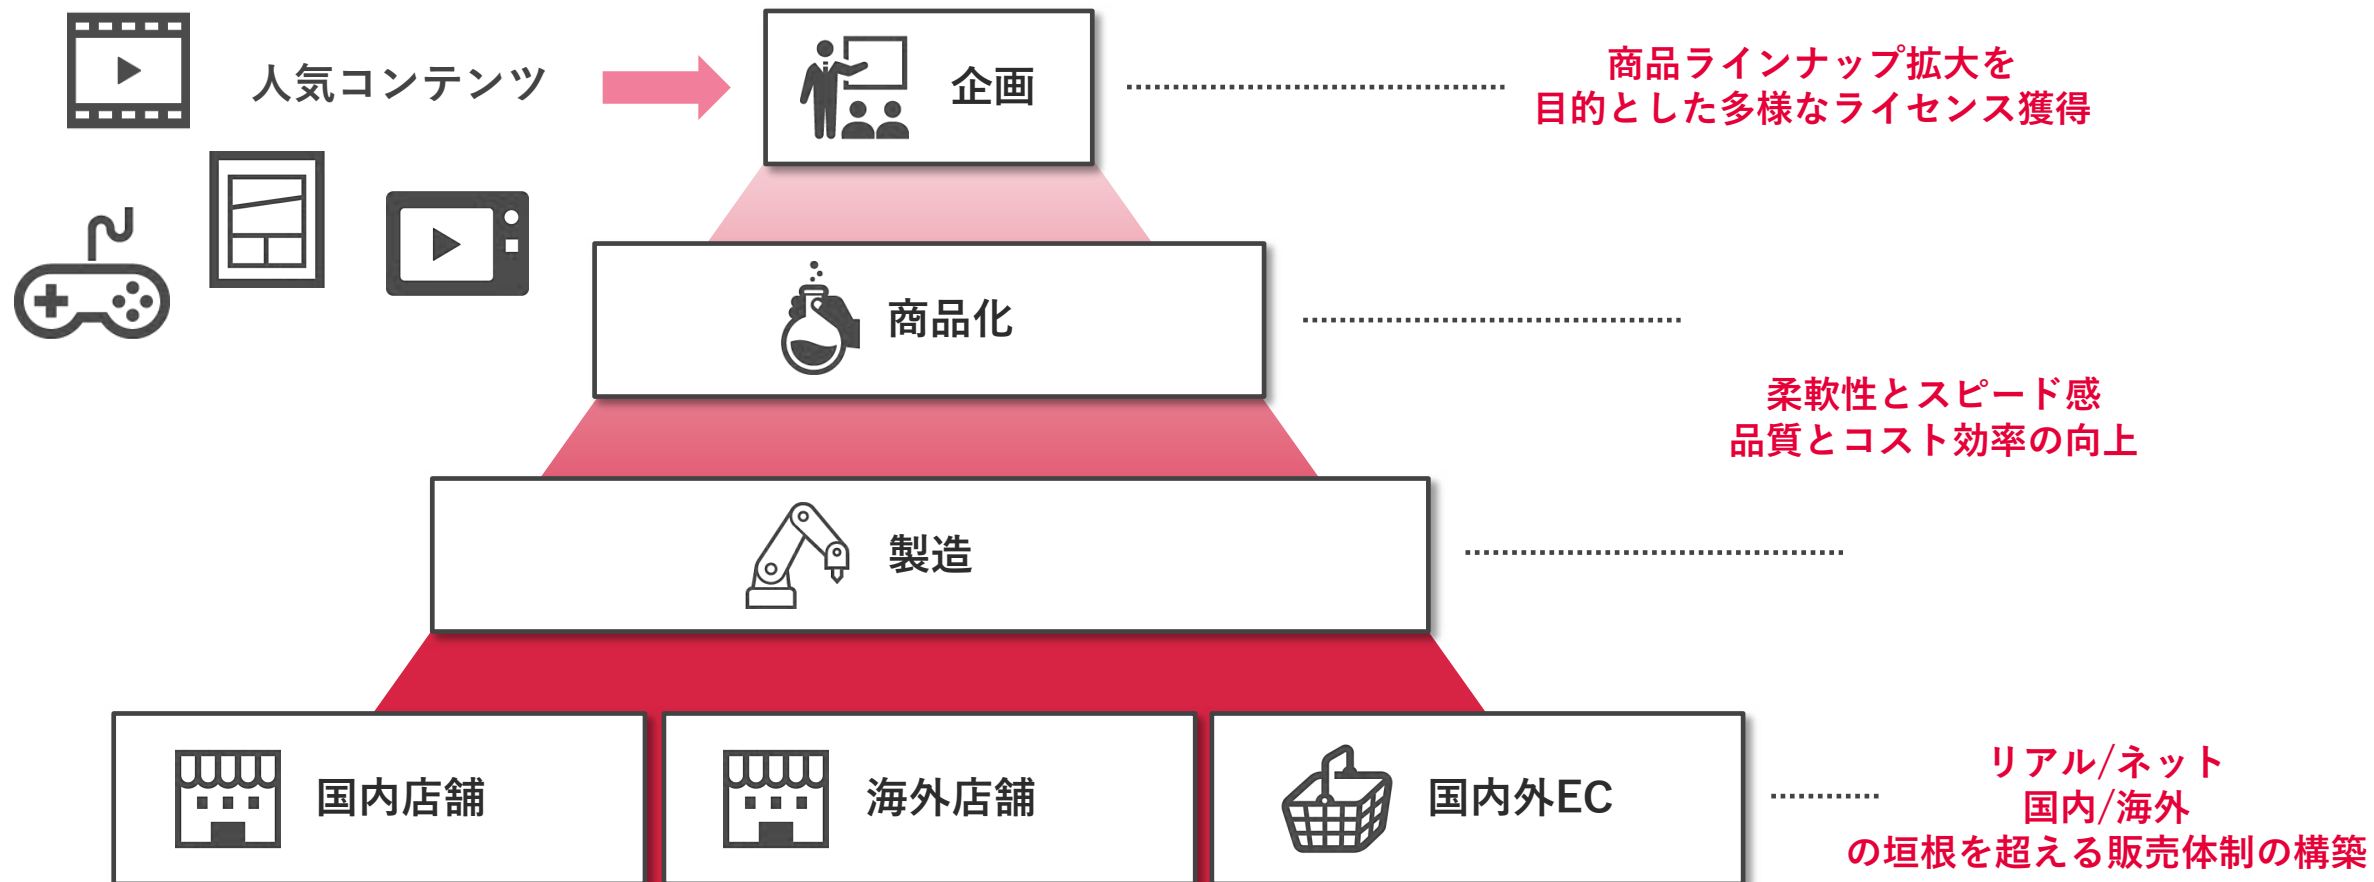 人気コンテンツ
企画
商品ラインナップ拡大を
目的とした多様なライセンス獲得
商品化
柔軟性とスピード感
品質とコスト効率の向上
製造
国内店舗
海外店舗
国内外EC
リアル/ネット
国内/海外
の垣根を超える販売体制の構築